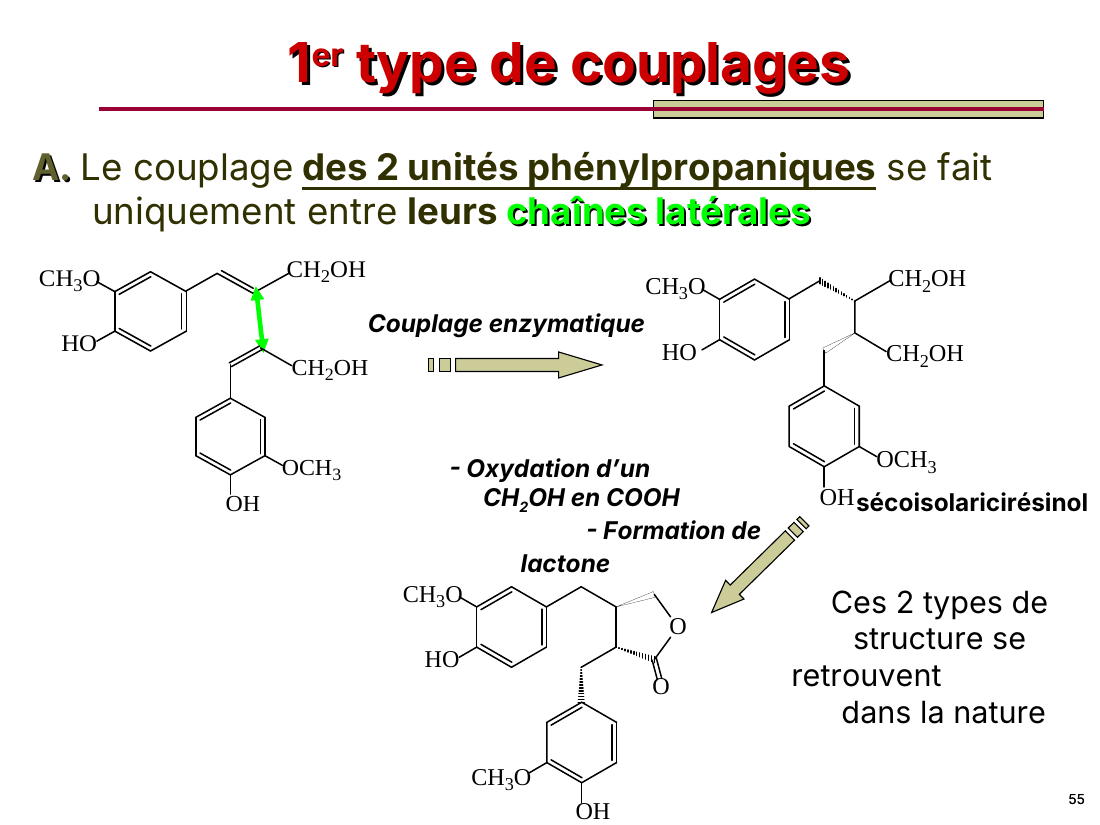 1er type de couplages
A. Le couplage des 2 unités phénylpropaniques se fait
uniquement entre leurs chaînes latérales
CH3O
CH2OH
HO
CH2OH
OCH3
OH
Couplage enzymatique
CH3O
CH2OH
HO
CH2OH
OCH3
OH
sécoisolaricirésinol
- Oxydation d’un
CH2OH en COOH
- Formation de
lactone
CH3O
O
HO
O
CH3O
OH
Ces 2 types de
structure se
retrouvent
dans la nature
55